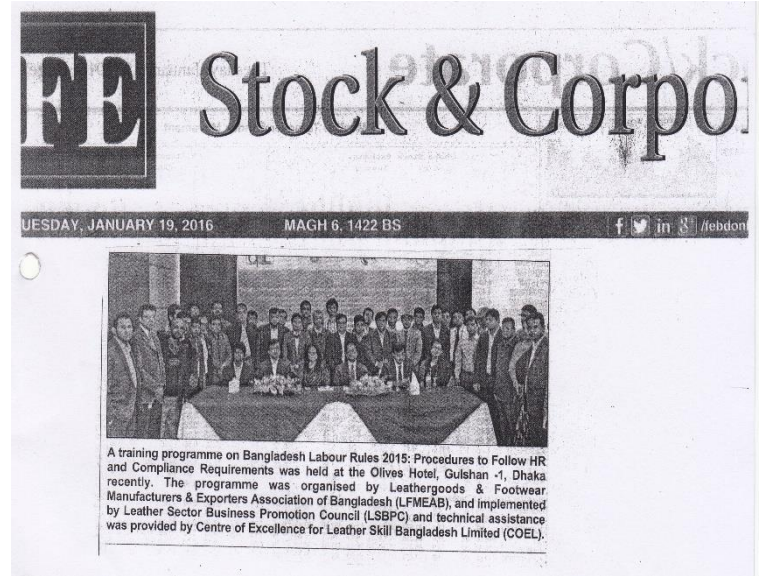 FE Stock & Corpo
UESDAY, JANUARY 19, 2016 MAGH 6, 1422 BS f in g /febdonl
A training programme on Bangladesh Labour Rules 2015: Procedures to Follow HR
and Compliance Requirements was held at the Olives Hotel, Gulshan -1, Dhaka
recently. The programme was organised by Leathergoods & Footwear
Manufacturers & Exporters Association of Bangladesh (LFMEAB), and implemented
by Leather Sector Business Promotion Council (LSBPC) and technical assistance
was provided by Centre of Excellence for Leather Skill Bangladesh Limited (COEL).